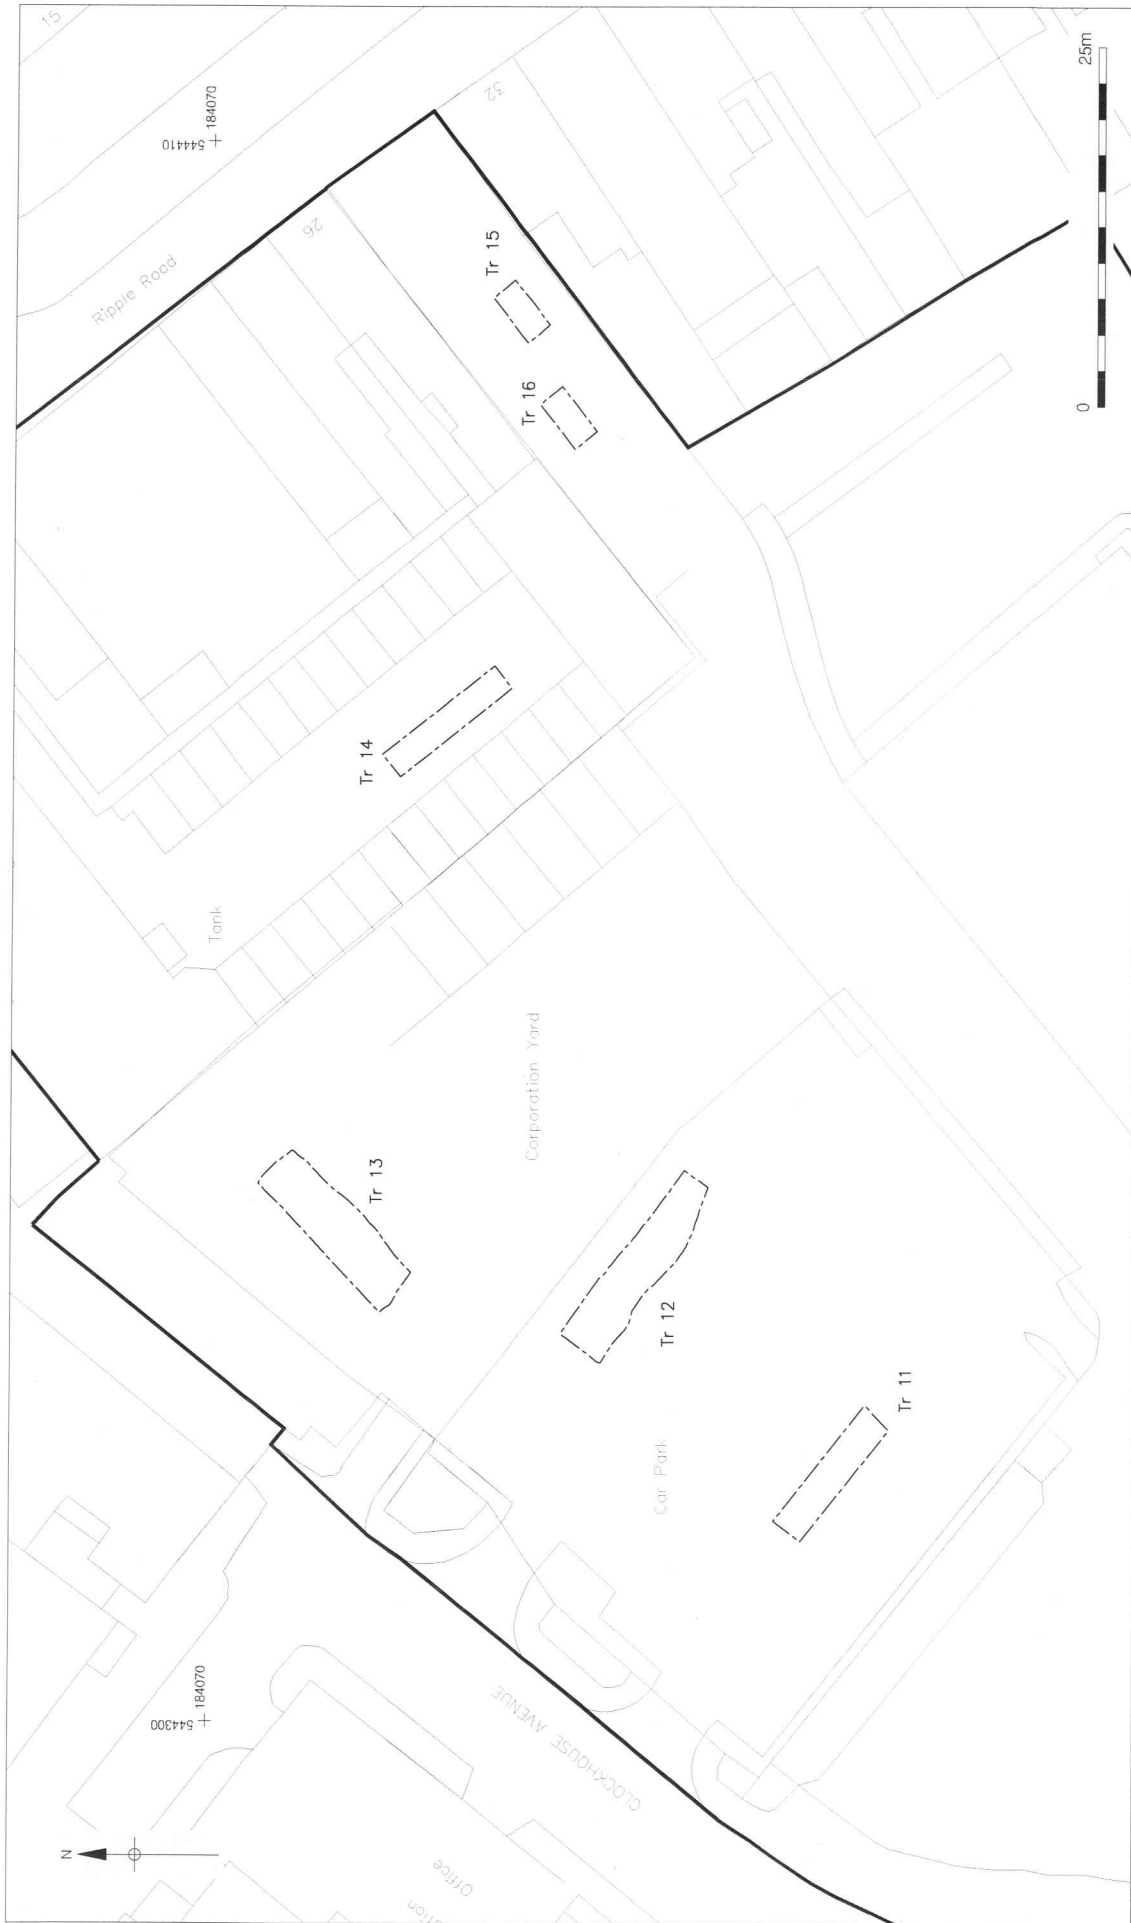 15
Ripple Road
544410
184070
32
26
25m
0
Tr 15
Tr 16
Tr 14
Tank
Corporation Yard
Tr 13
Tr 12
Tr 11
Car Park
CLOCKHOUSE AVENUE
544300
184070
N
Office